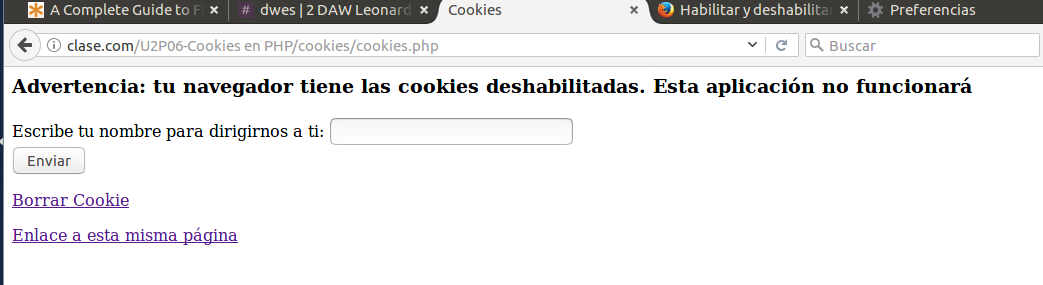 A Complete Guide to Fl
# dwes | 2 DAW Leonard
Cookies
Habilitar y deshabilitar
Preferencias
clase.com/U2P06-Cookies en PHP/cookies/cookies.php
Buscar
Advertencia: tu navegador tiene las cookies deshabilitadas. Esta aplicación no funcionará
Escribe tu nombre para dirigirnos a ti:
Enviar
Borrar Cookie
Enlace a esta misma página